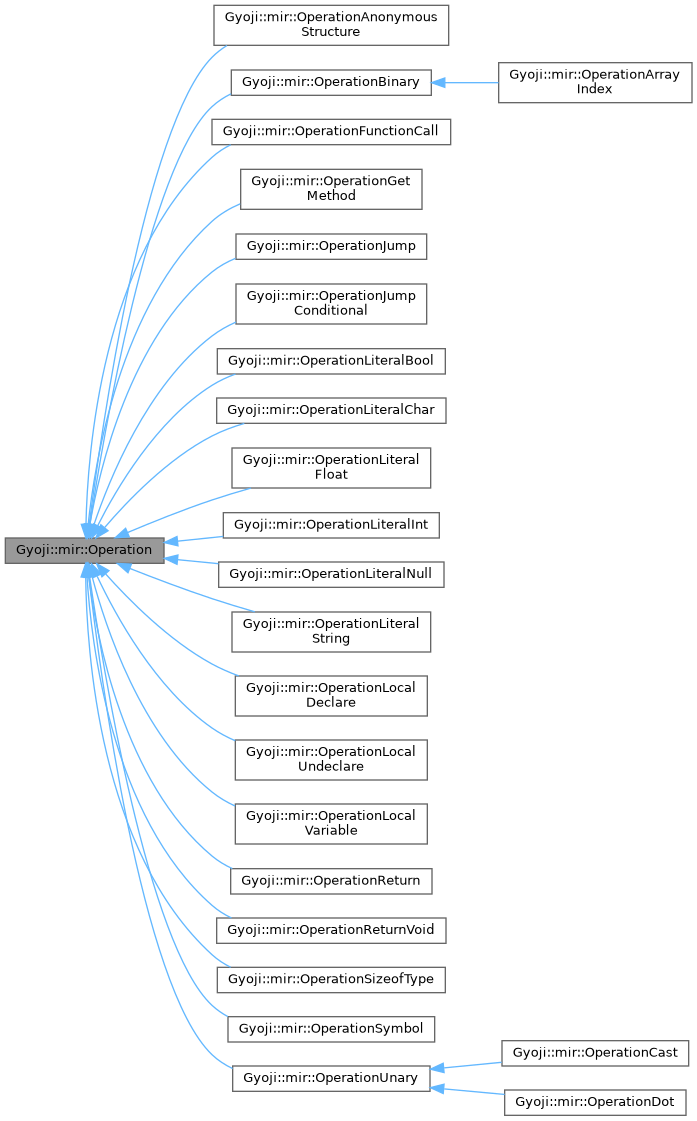 Gyoji::mir::OperationAnonymous
Structure
Gyoji::mir::OperationBinary
Gyoji::mir::OperationArray
Index
Gyoji::mir::OperationFunctionCall
Gyoji::mir::OperationGet
Method
Gyoji::mir::OperationJump
Gyoji::mir::OperationJump
Conditional
Gyoji::mir::OperationLiteralBool
Gyoji::mir::OperationLiteralChar
Gyoji::mir::OperationLiteral
Float
Gyoji::mir::OperationLiteralInt
Gyoji::mir::Operation
Gyoji::mir::OperationLiteralNull
Gyoji::mir::OperationLiteral
String
Gyoji::mir::OperationLocal
Declare
Gyoji::mir::OperationLocal
Undeclare
Gyoji::mir::OperationLocal
Variable
Gyoji::mir::OperationReturn
Gyoji::mir::OperationReturnVoid
Gyoji::mir::OperationSizeofType
Gyoji::mir::OperationSymbol
Gyoji::mir::OperationUnary
Gyoji::mir::OperationCast
Gyoji::mir::OperationDot